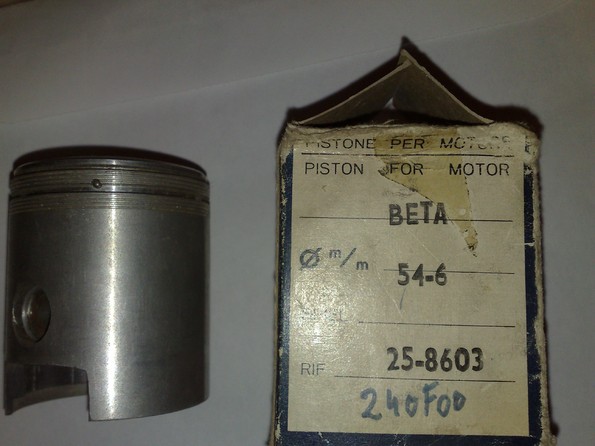 PISTONE PER MOTORE
PISTON FOR MOTOR
BETA
Ø m/m 54-6
RIF 25-8603
240F00